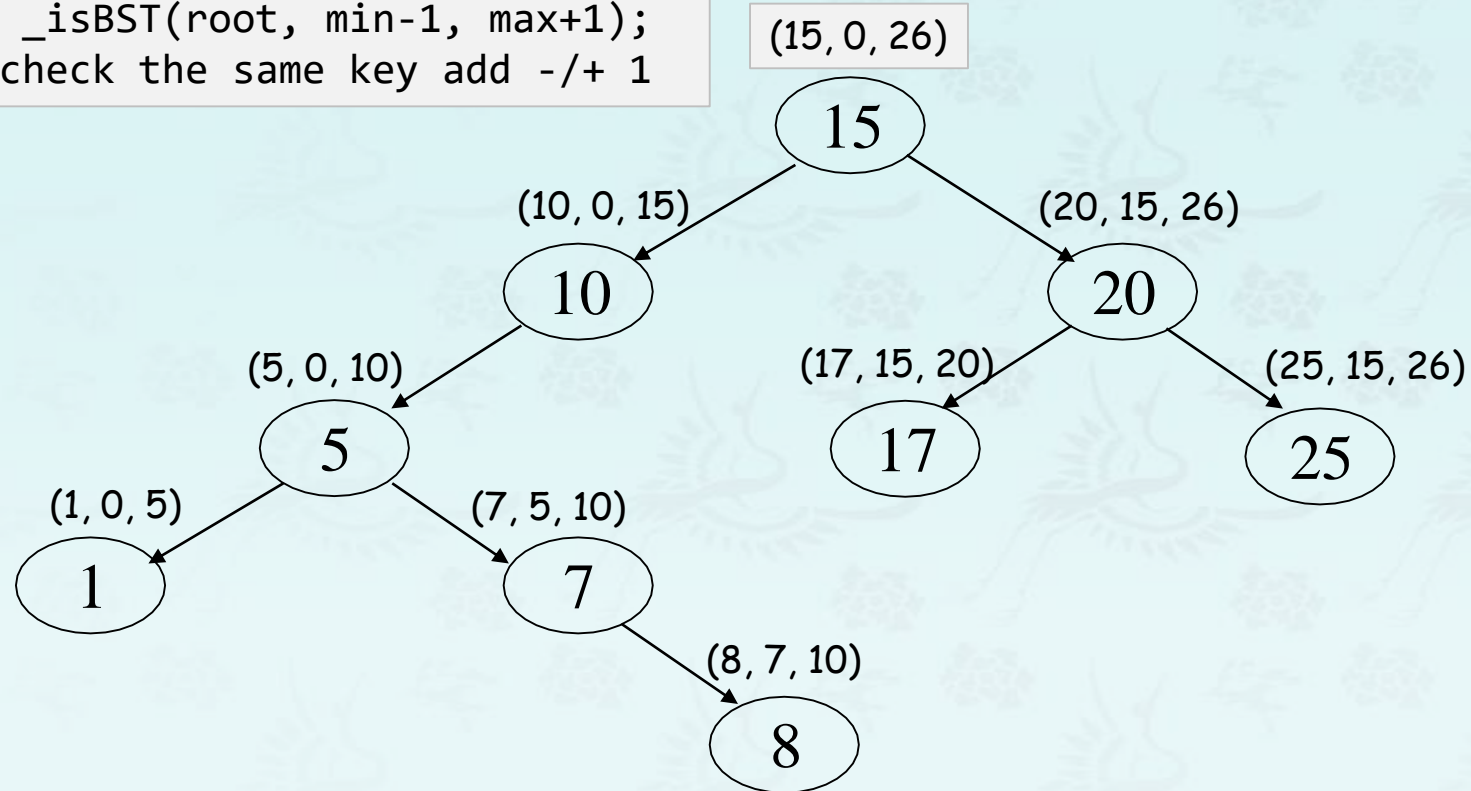 _isBST(root, min-1, max+1);
check the same key add -/+ 1
(15, 0, 26)
15
(10, 0, 15)
(20, 15, 26)
10
20
(5, 0, 10)
(17, 15, 20)
(25, 15, 26)
5
17
25
(1, 0, 5)
(7, 5, 10)
1
7
(8, 7, 10)
8